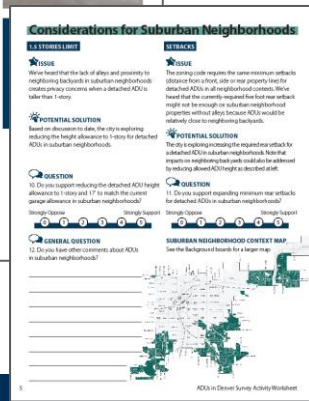 Considerations for Suburban Neighborhoods
1.5 STORIES LIMIT
ISSUE
We've heard that the lack of alleys and proximity to
neighboring backyards in suburban neighborhoods
creates privacy concerns when a detached ADU is
taller than 1-story.
POTENTIAL SOLUTION
Based on discussion to date, the city is exploring
reducing the height allowance to 1-story for detached
ADUs in suburban neighborhoods.
QUESTION
10. Do you support reducing the detached ADU height
allowance to 1-story and 17' to match the current
garage allowance in suburban neighborhoods?
Strongly Oppose Strongly Support
0 1 2 3 4 5
GENERAL QUESTION
12. Do you have other comments about ADUs
in suburban neighborhoods?
SETBACKS
ISSUE
The zoning code requires the same minimum setbacks
(distance from a front, side or rear property line) for
detached ADUs in all neighborhood contexts. We've
heard that the currently-required five foot rear setback
might not be enough on suburban neighborhood
properties without alleys because ADUs would be
relatively close to neighboring backyards.
POTENTIAL SOLUTION
The city is exploring increasing the required rear setback for
a detached ADU in suburban neighborhoods. Note that
impacts on neighboring backyards could also be addressed
by reducing allowed ADU height as described at left.
QUESTION
11. Do you support expanding minimum rear setbacks
for detached ADUs in suburban neighborhoods?
Strongly Oppose Strongly Support
0 1 2 3 4 5
SUBURBAN NEIGHBORHOOD CONTEXT MAP
See the Background boards for a larger map
5
ADUs in Denver Survey Activity Worksheet